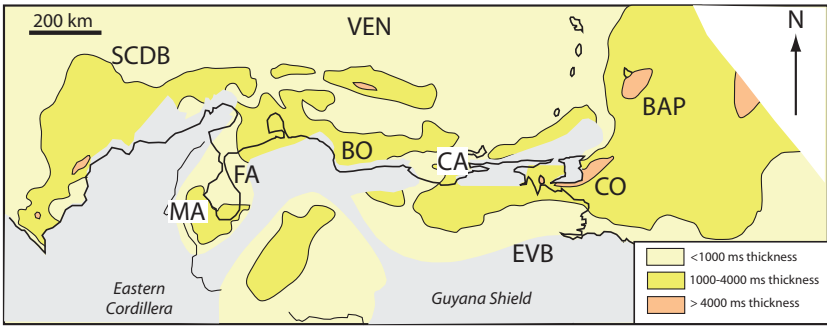 200 km
VEN
N
SCDB
BAP
BO
CA
FA
CO
MA
EVB
<1000 ms thickness
1000-4000 ms thickness
> 4000 ms thickness
Eastern
Cordillera
Guyana Shield